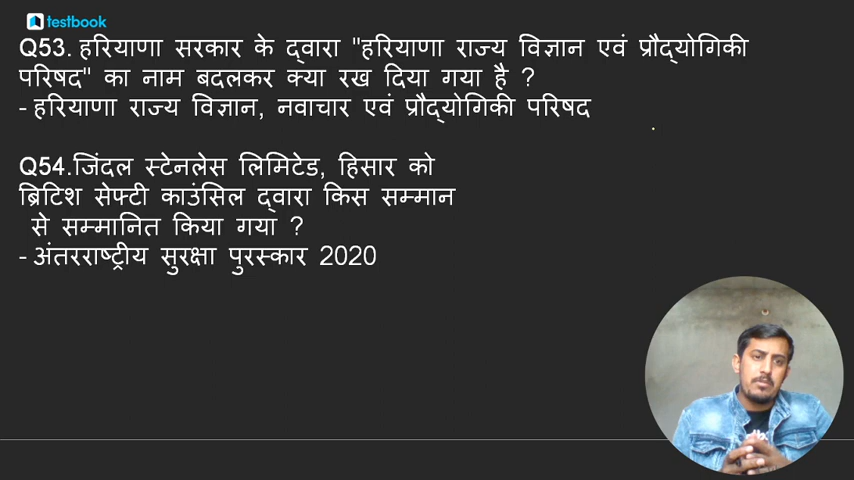 testbook
Q53. हरियाणा सरकार के द्वारा "हरियाणा राज्य विज्ञान एवं प्रौद्योगिकी
परिषद" का नाम बदलकर क्या रख दिया गया है ?
- हरियाणा राज्य विज्ञान, नवाचार एवं प्रौद्योगिकी परिषद
Q54.जिंदल स्टेनलेस लिमिटेड, हिसार को
ब्रिटिश सेफ्टी काउंसिल द्वारा किस सम्मान
से सम्मानित किया गया ?
- अंतरराष्ट्रीय सुरक्षा पुरस्कार 2020